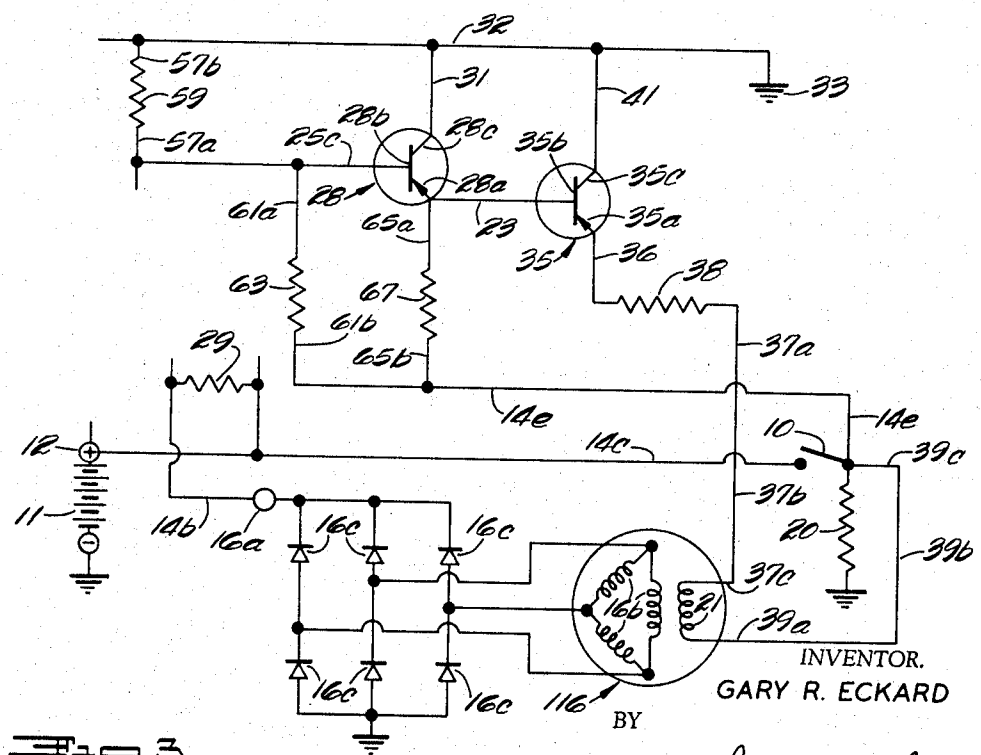 32
57b
59
57a
31
41
33
25c
28b
28c
35b
35c
28
28a
61a
65a
23
35a
35
36
38
63
67
61b
29
65b
37a
14e
14e
12
+
14c
10
39c
11
14b
16a
16c
16c
37b
20
39b
−
16b
21
37c
39a
16c
16c
116
INVENTOR.
GARY R. ECKARD
BY